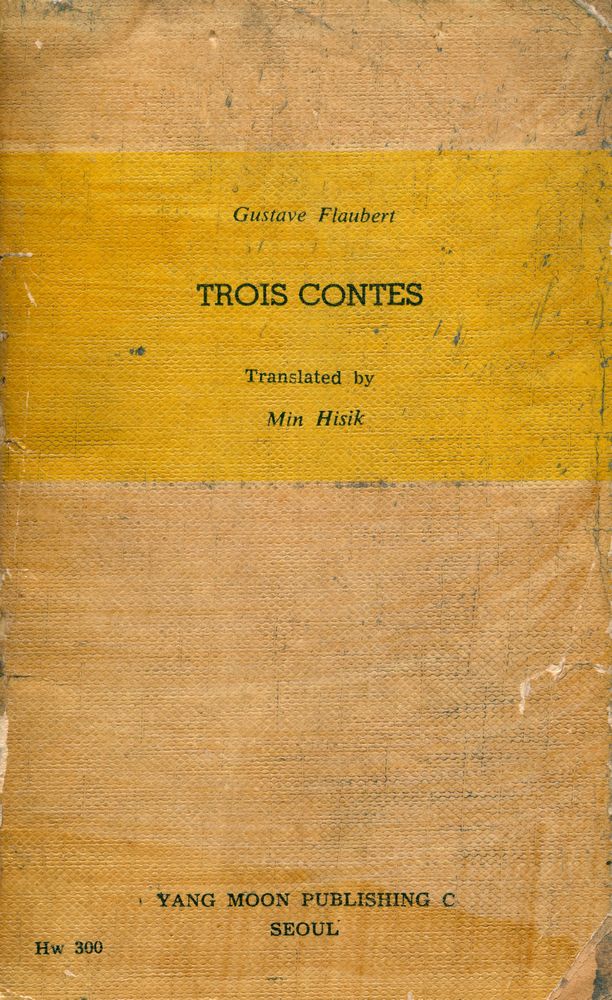 Gustave Flaubert
TROIS CONTES
Translated by
Min Hisik
YANG MOON PUBLISHING C
SEOUL
Hw 300